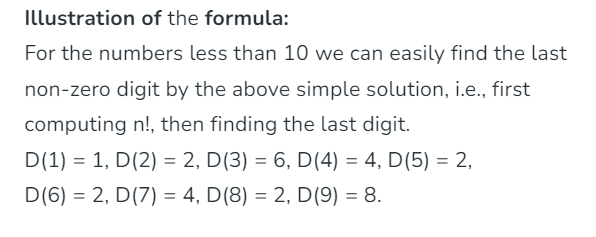 Illustration of the formula:
For the numbers less than 10 we can easily find the last
non-zero digit by the above simple solution, i.e., first
computing n!, then finding the last digit.
D(1) = 1, D(2) = 2, D(3) = 6, D(4) = 4, D(5) = 2,
D(6) = 2, D(7) = 4, D(8) = 2, D(9) = 8.